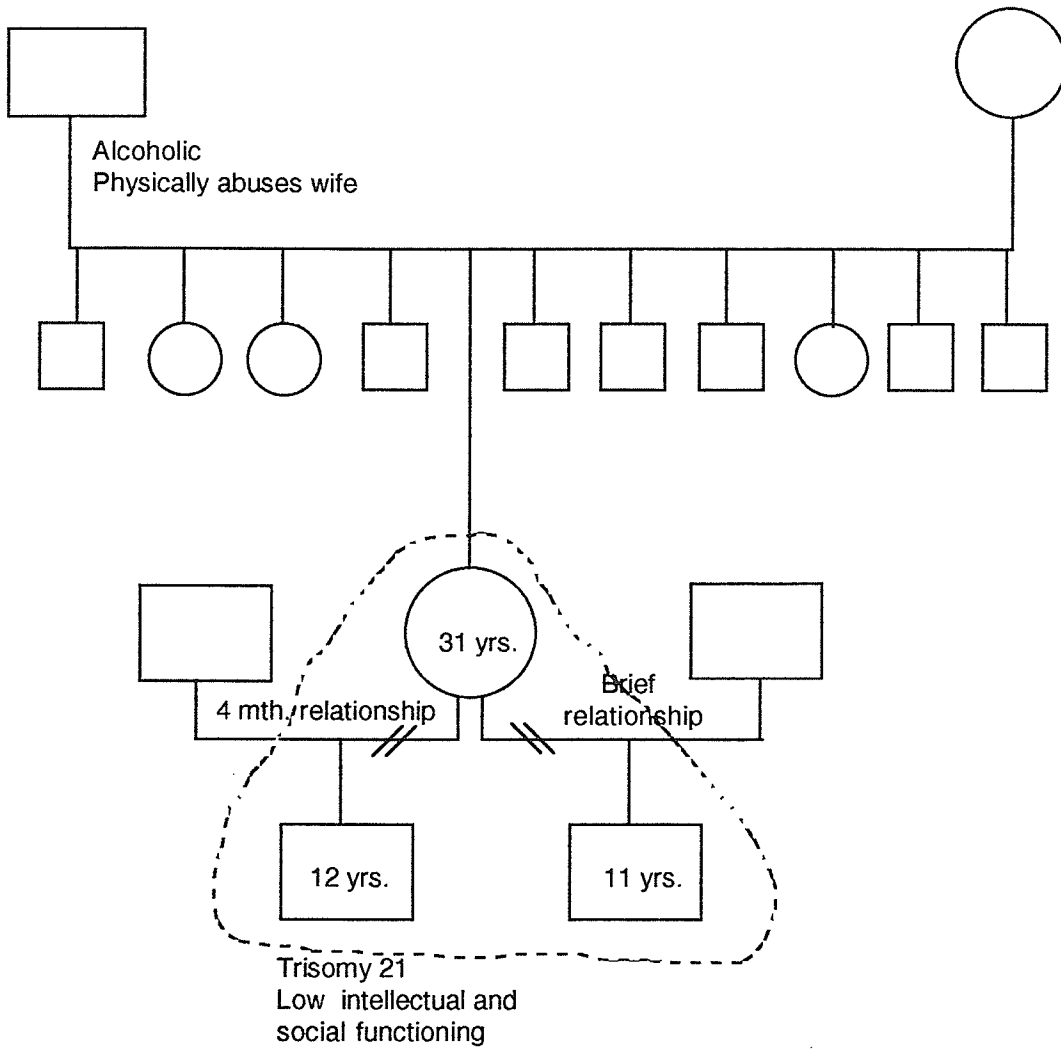 Alcoholic
Physically abuses wife
31 yrs.
4 mth. relationship
Brief
relationship
12 yrs.
11 yrs.
Trisomy 21
Low intellectual and
social functioning